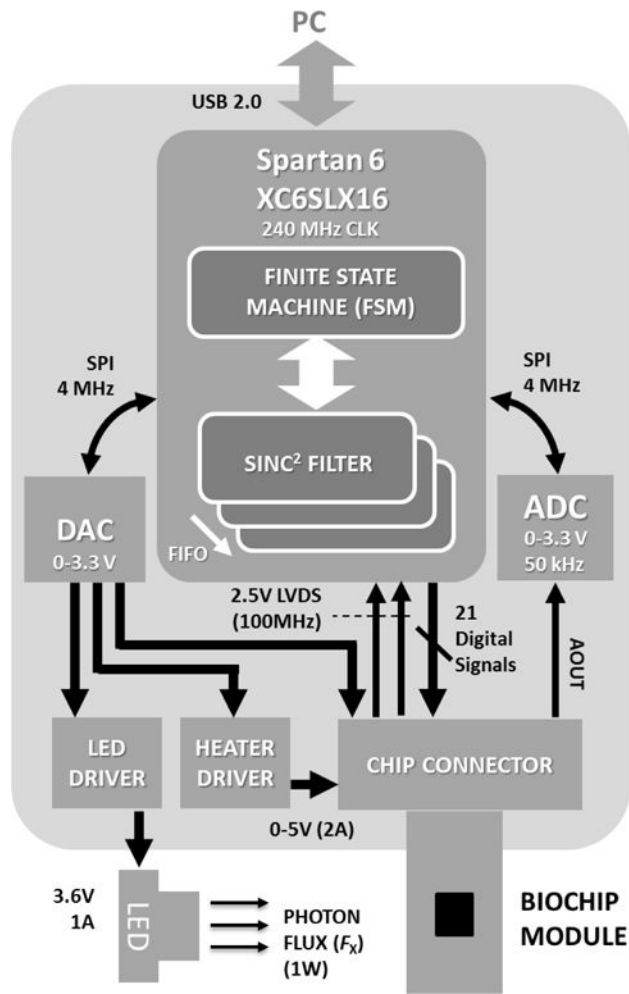 PC
USB 2.0
Spartan 6
XC6SLX16
240 MHz CLK
FINITE STATE
MACHINE (FSM)
SPI
4 MHz
SPI
4 MHz
SINC² FILTER
FIFO
DAC
0-3.3 V
ADC
0-3.3 V
50 kHz
2.5V LVDS
(100MHz)
21
Digital
Signals
AOUT
LED
DRIVER
HEATER
DRIVER
CHIP CONNECTOR
0-5V (2A)
3.6V
1A
LED
PHOTON
FLUX (Fₓ)
(1W)
BIOCHIP
MODULE